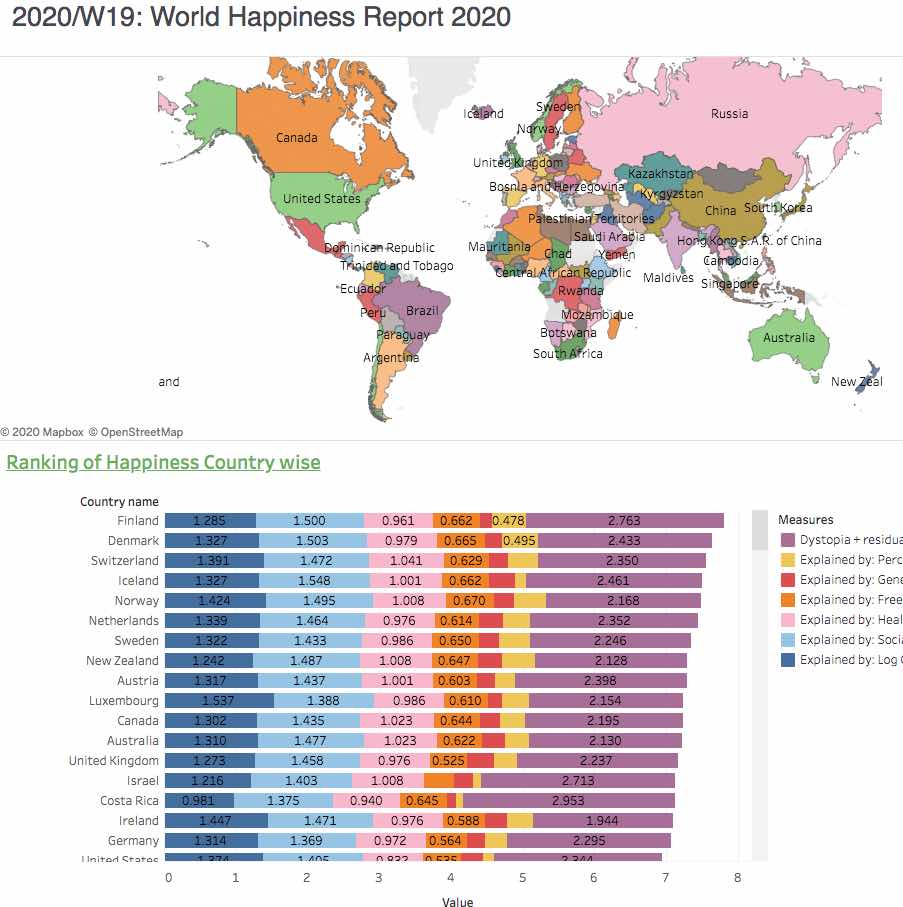 2020/W19: World Happiness Report 2020
Iceland
Sweden
Russia
Norway
Canada
United Kingdom
Kazakhstan
Bosnia and Herzegovina
Kyrgyzstan
United States
China
South Korea
Palestinian Territories
Saudi Arabia
Hong Kong S.A.R. of China
Dominican Republic
Mauritania
Chad
Yemen
Cambodia
Trinidad and Tobago
Central African Republic
Maldives
Singapore
Ecuador
Rwanda
Peru
Brazil
Mozambique
Paraguay
Botswana
Australia
Argentina
South Africa
and
New Zeal
© 2020 Mapbox © OpenStreetMap
Ranking of Happiness Country wise
Country name
Finland 1.285 1.500 0.961 0.662 0.478 2.763
Denmark 1.327 1.503 0.979 0.665 0.495 2.433
Switzerland 1.391 1.472 1.041 0.629 2.350
Iceland 1.327 1.548 1.001 0.662 2.461
Norway 1.424 1.495 1.008 0.670 2.168
Netherlands 1.339 1.464 0.976 0.614 2.352
Sweden 1.322 1.433 0.986 0.650 2.246
New Zealand 1.242 1.487 1.008 0.647 2.128
Austria 1.317 1.437 1.001 0.603 2.398
Luxembourg 1.537 1.388 0.986 0.610 2.154
Canada 1.302 1.435 1.023 0.644 2.195
Australia 1.310 1.477 1.023 0.622 2.130
United Kingdom 1.273 1.458 0.976 0.525 2.237
Israel 1.216 1.403 1.008 2.713
Costa Rica 0.981 1.375 0.940 0.645 2.953
Ireland 1.447 1.471 0.976 0.588 1.944
Germany 1.314 1.369 0.972 0.564 2.295
United States 1.374 1.405 0.832 0.535 2.344
0 1 2 3 4 5 6 7 8
Value
Measures
Dystopia + residua
Explained by: Perc
Explained by: Gene
Explained by: Free
Explained by: Heal
Explained by: Socia
Explained by: Log